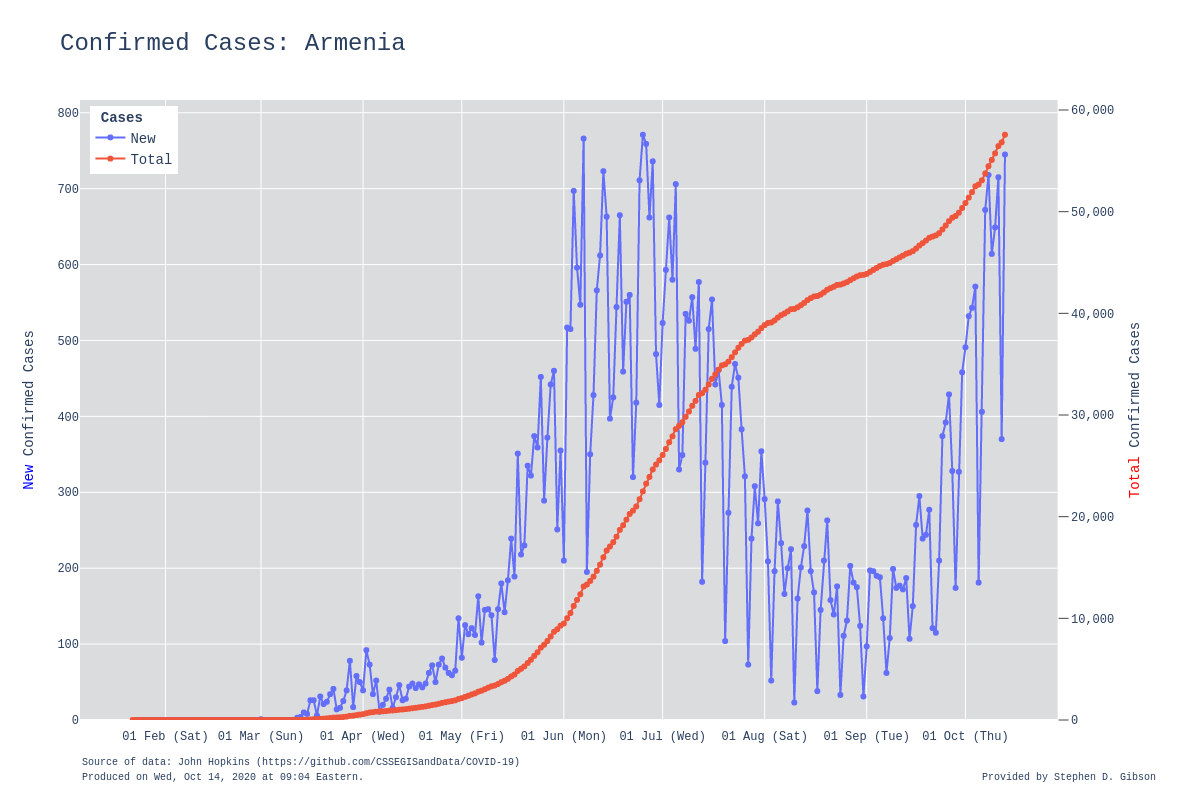 Confirmed Cases: Armenia
Cases
New
Total
800
700
600
500
400
300
200
100
0
60,000
50,000
40,000
30,000
20,000
10,000
0
New Confirmed Cases
Total Confirmed Cases
01 Feb (Sat) 01 Mar (Sun) 01 Apr (Wed) 01 May (Fri) 01 Jun (Mon) 01 Jul (Wed) 01 Aug (Sat) 01 Sep (Tue) 01 Oct (Thu)
Source of data: John Hopkins (https://github.com/CSSEGISandData/COVID-19)
Produced on Wed, Oct 14, 2020 at 09:04 Eastern.
Provided by Stephen D. Gibson